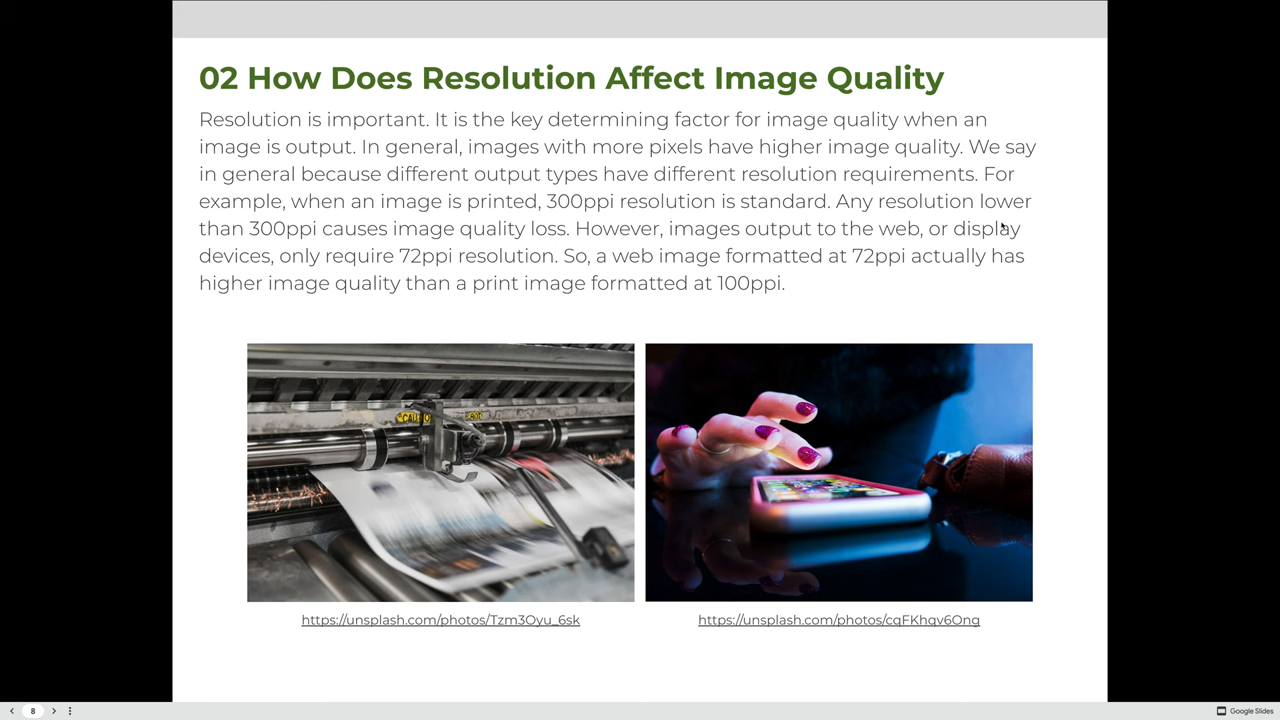 02 How Does Resolution Affect Image Quality
Resolution is important. It is the key determining factor for image quality when an
image is output. In general, images with more pixels have higher image quality. We say
in general because different output types have different resolution requirements. For
example, when an image is printed, 300ppi resolution is standard. Any resolution lower
than 300ppi causes image quality loss. However, images output to the web, or display
devices, only require 72ppi resolution. So, a web image formatted at 72ppi actually has
higher image quality than a print image formatted at 100ppi.
https://unsplash.com/photos/Tzm3Oyu_6sk
https://unsplash.com/photos/cqFKhqv6Ong
8
Google Slides